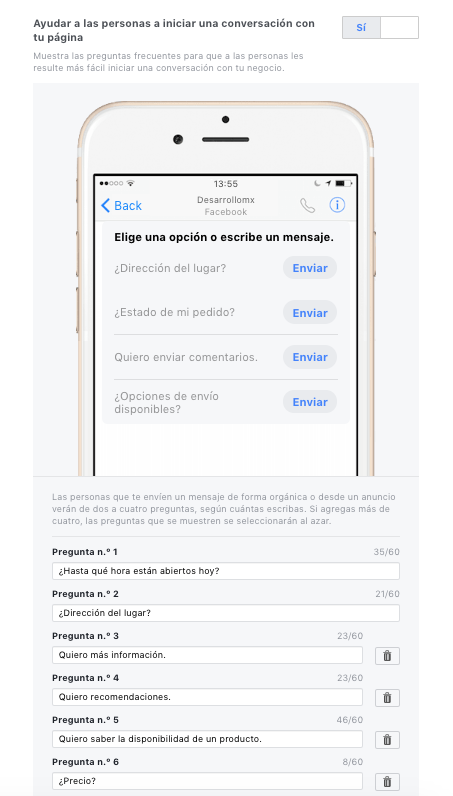 Ayudar a las personas a iniciar una conversación con
tu página
Sí
Muestra las preguntas frecuentes para que a las personas les
resulte más fácil iniciar una conversación con tu negocio.
13:55
Back
Desarrollomx
Facebook
Elige una opción o escribe un mensaje.
¿Dirección del lugar?
Enviar
¿Estado de mi pedido?
Enviar
Quiero enviar comentarios.
Enviar
¿Opciones de envío
disponibles?
Enviar
Las personas que te envíen un mensaje de forma orgánica o desde un anuncio
verán de dos a cuatro preguntas, según cuántas escribas. Si agregas más de
cuatro, las preguntas que se muestren se seleccionarán al azar.
Pregunta n.º 1 35/60
¿Hasta qué hora están abiertos hoy?
Pregunta n.º 2 21/60
¿Dirección del lugar?
Pregunta n.º 3 23/60
Quiero más información.
Pregunta n.º 4 23/60
Quiero recomendaciones.
Pregunta n.º 5 46/60
Quiero saber la disponibilidad de un producto.
Pregunta n.º 6 8/60
¿Precio?